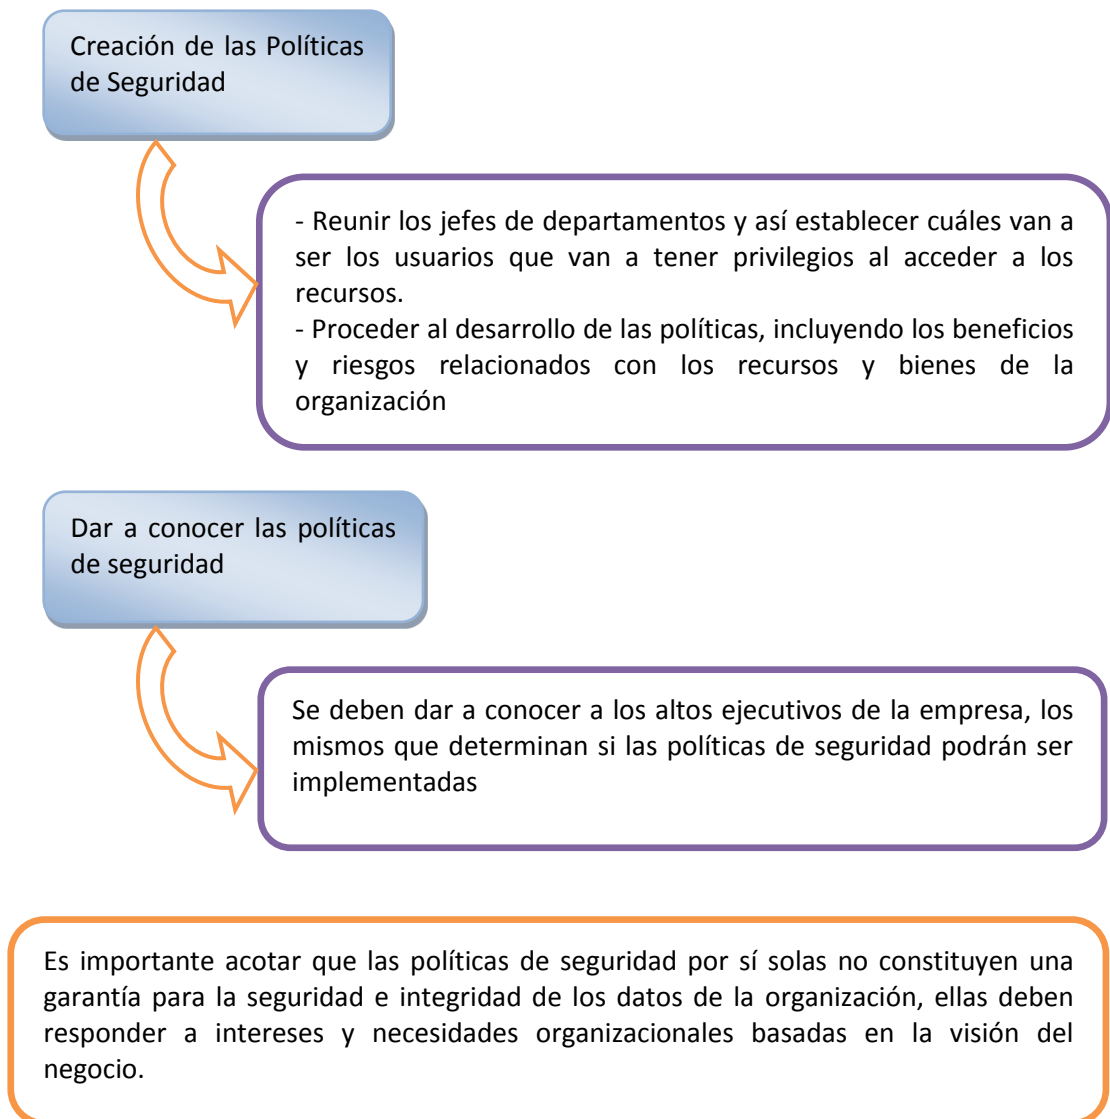 Creación de las Políticas
de Seguridad
- Reunir los jefes de departamentos y así establecer cuáles van a
ser los usuarios que van a tener privilegios al acceder a los
recursos.
- Proceder al desarrollo de las políticas, incluyendo los beneficios
y riesgos relacionados con los recursos y bienes de la
organización
Dar a conocer las políticas
de seguridad
Se deben dar a conocer a los altos ejecutivos de la empresa, los
mismos que determinan si las políticas de seguridad podrán ser
implementadas
Es importante acotar que las políticas de seguridad por sí solas no constituyen una
garantía para la seguridad e integridad de los datos de la organización, ellas deben
responder a intereses y necesidades organizacionales basadas en la visión del
negocio.